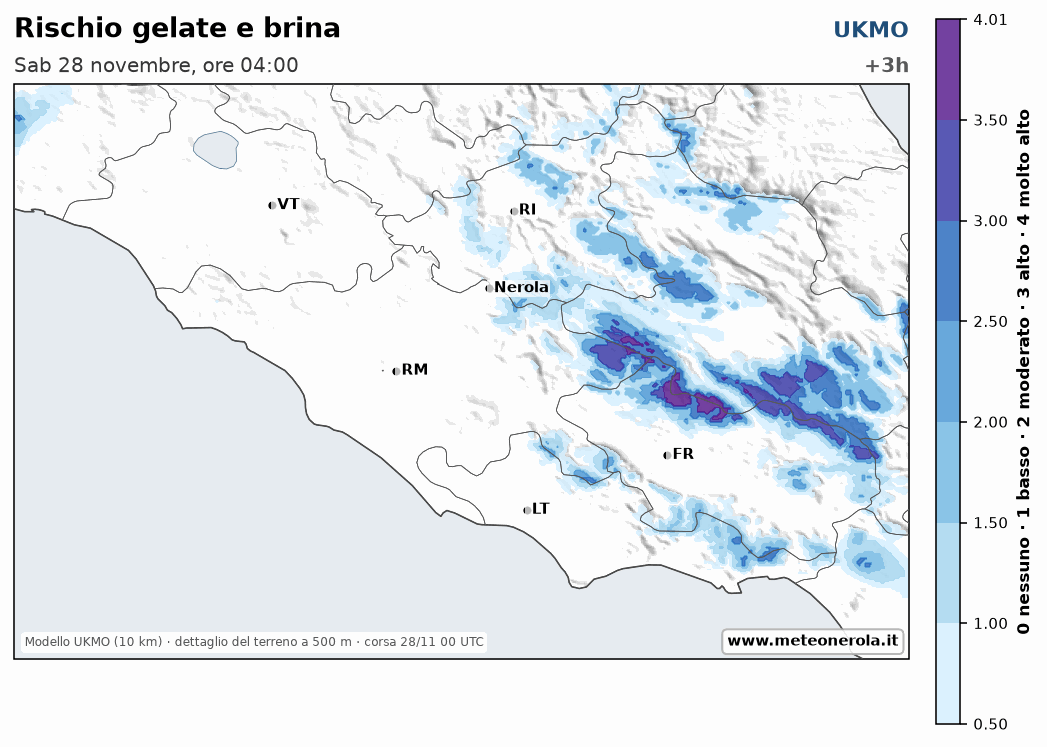 Rischio gelate e brina
UKMO
Sab 28 novembre, ore 04:00
+3h
VT
RI
Nerola
RM
FR
LT
Modello UKMO (10 km) · dettaglio del terreno a 500 m · corsa 28/11 00 UTC
www.meteonerola.it
4.01
3.50
3.00
2.50
2.00
1.50
1.00
0.50
0 nessuno · 1 basso · 2 moderato · 3 alto · 4 molto alto